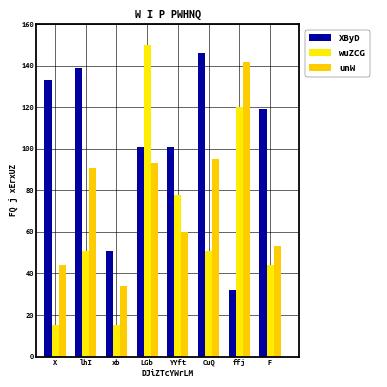 W I P PWHNQ
XByD
wuZCG
unW
FQ j xErxUZ
160
140
120
100
80
60
40
20
0
X lhI xb LGb YVft CuQ ffj F
DJiZTcYWrLM